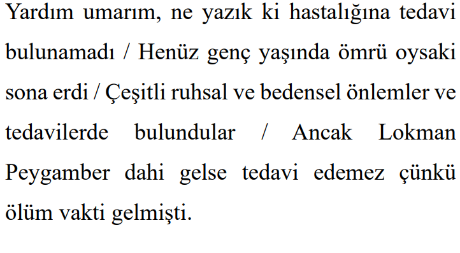 Yardım umarım, ne yazık ki hastalığına tedavi
bulunamadı / Henüz genç yaşında ömrü oysaki
sona erdi / Çeşitli ruhsal ve bedensel önlemler ve
tedavilerde bulundular / Ancak Lokman
Peygamber dahi gelse tedavi edemez çünkü
ölüm vakti gelmişti.